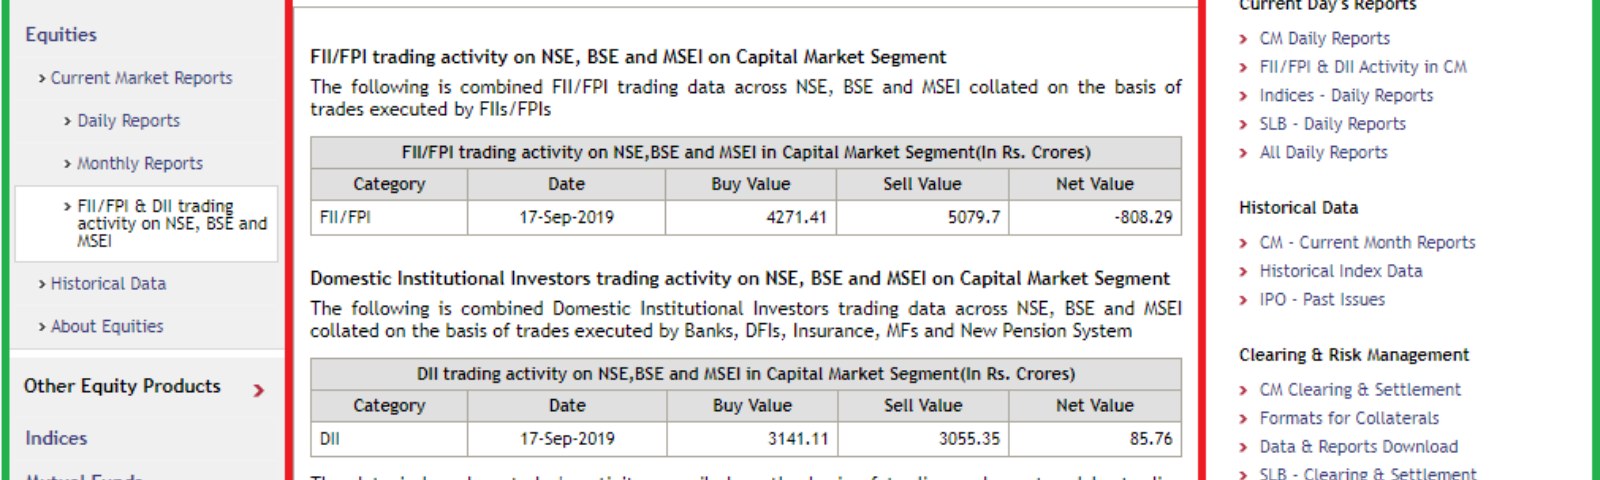 Equities
› Current Market Reports
› Daily Reports
› Monthly Reports
› FII/FPI & DII trading
activity on NSE, BSE and
MSEI
› Historical Data
› About Equities
Other Equity Products
Indices
Mutual Funds
FII/FPI trading activity on NSE, BSE and MSEI on Capital Market Segment
The following is combined FII/FPI trading data across NSE, BSE and MSEI collated on the basis of
trades executed by FIIs/FPIs
FII/FPI trading activity on NSE,BSE and MSEI in Capital Market Segment(In Rs. Crores)
Category Date Buy Value Sell Value Net Value
FII/FPI 17-Sep-2019 4271.41 5079.7 -808.29
Domestic Institutional Investors trading activity on NSE, BSE and MSEI on Capital Market Segment
The following is combined Domestic Institutional Investors trading data across NSE, BSE and MSEI
collated on the basis of trades executed by Banks, DFIs, Insurance, MFs and New Pension System
DII trading activity on NSE,BSE and MSEI in Capital Market Segment(In Rs. Crores)
Category Date Buy Value Sell Value Net Value
DII 17-Sep-2019 3141.11 3055.35 85.76
Current Day's Reports
› CM Daily Reports
› FII/FPI & DII Activity in CM
› Indices - Daily Reports
› SLB - Daily Reports
› All Daily Reports
Historical Data
› CM - Current Month Reports
› Historical Index Data
› IPO - Past Issues
Clearing & Risk Management
› CM Clearing & Settlement
› Formats for Collaterals
› Data & Reports Download
› SLB - Clearing & Settlement